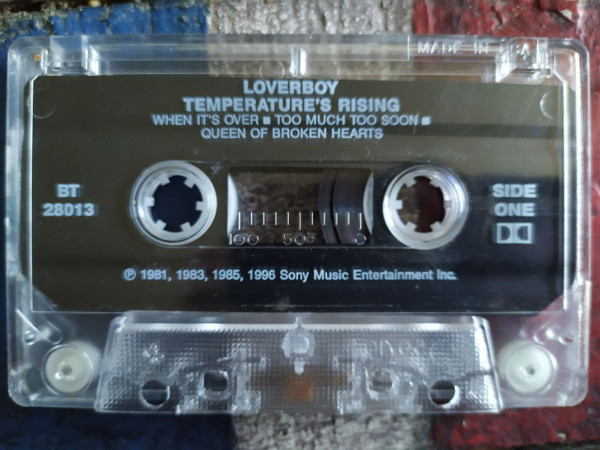 MADE IN USA
LOVERBOY
TEMPERATURE'S RISING
WHEN IT'S OVER ■ TOO MUCH TOO SOON ■
QUEEN OF BROKEN HEARTS
BT
28013
SIDE
ONE
100 50 0
℗ 1981, 1983, 1985, 1996 Sony Music Entertainment Inc.